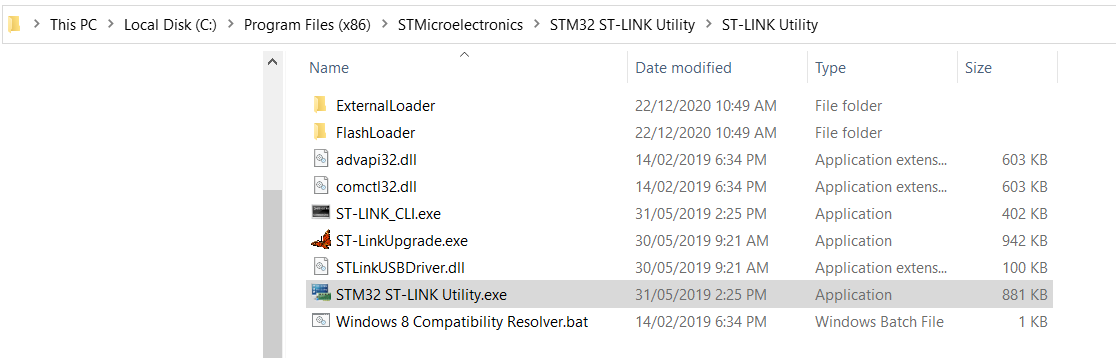 This PC > Local Disk (C:) > Program Files (x86) > STMicroelectronics > STM32 ST-LINK Utility > ST-LINK Utility
Name Date modified Type Size
ExternalLoader 22/12/2020 10:49 AM File folder
FlashLoader 22/12/2020 10:49 AM File folder
advapi32.dll 14/02/2019 6:34 PM Application extens... 603 KB
comctl32.dll 14/02/2019 6:34 PM Application extens... 603 KB
ST-LINK_CLI.exe 31/05/2019 2:25 PM Application 402 KB
ST-LinkUpgrade.exe 30/05/2019 9:21 AM Application 942 KB
STLinkUSBDriver.dll 30/05/2019 9:21 AM Application extens... 100 KB
STM32 ST-LINK Utility.exe 31/05/2019 2:25 PM Application 881 KB
Windows 8 Compatibility Resolver.bat 14/02/2019 6:34 PM Windows Batch File 1 KB